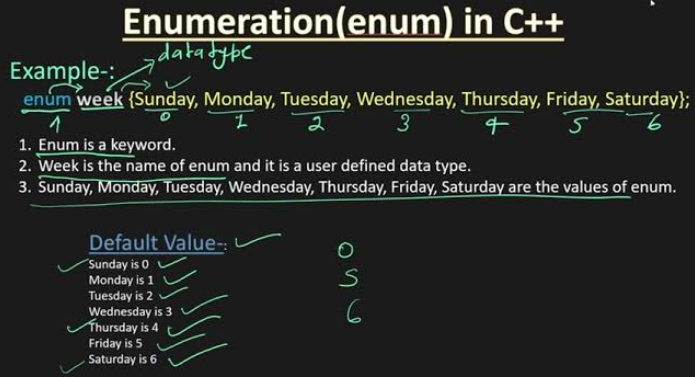 Enumeration(enum) in C++
datatype
Example-:
enum week {Sunday, Monday, Tuesday, Wednesday, Thursday, Friday, Saturday};
0 1 2 3 4 5 6
1. Enum is a keyword.
2. Week is the name of enum and it is a user defined data type.
3. Sunday, Monday, Tuesday, Wednesday, Thursday, Friday, Saturday are the values of enum.
Default Value-:
Sunday is 0
Monday is 1
Tuesday is 2
Wednesday is 3
Thursday is 4
Friday is 5
Saturday is 6
0
5
6